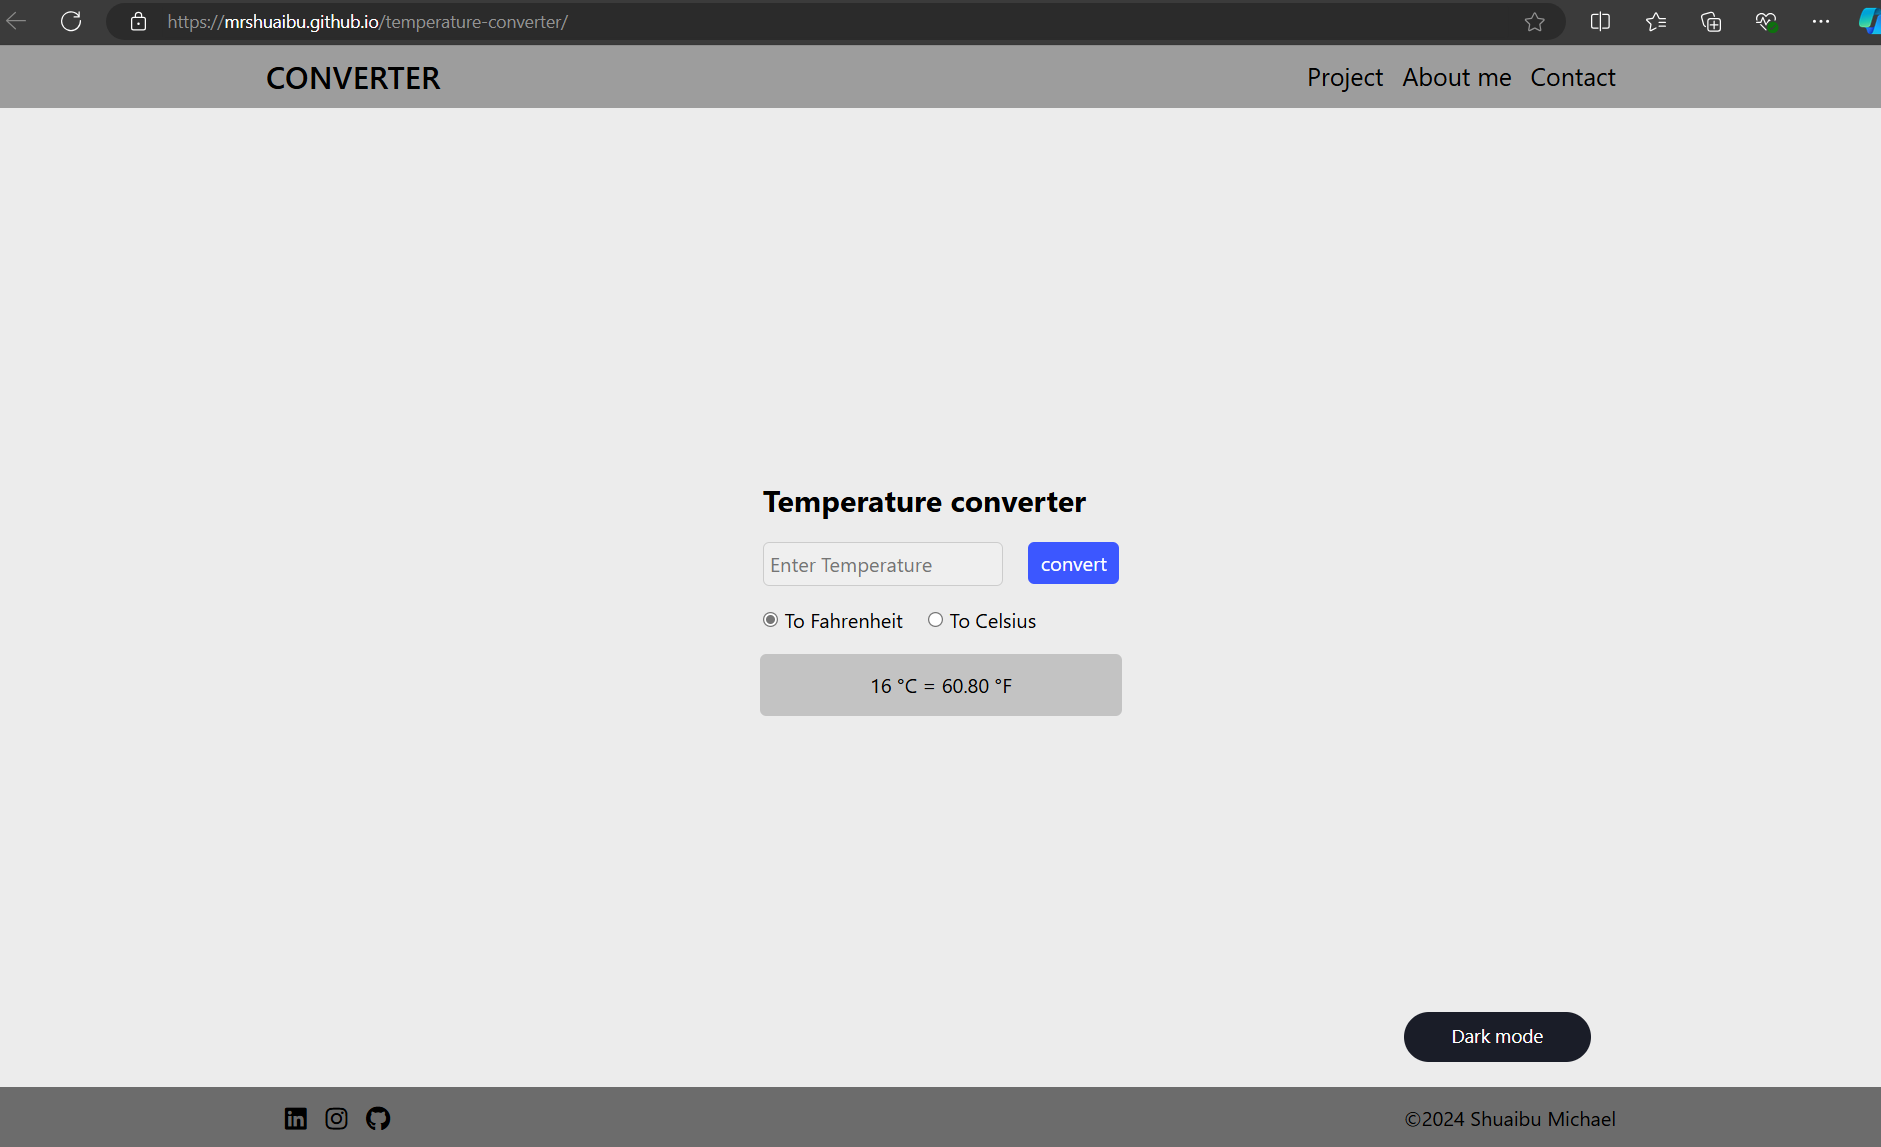 https://mrshuaibu.github.io/temperature-converter/
CONVERTER
Project About me Contact
Temperature converter
Enter Temperature convert
To Fahrenheit To Celsius
16 °C = 60.80 °F
Dark mode
©2024 Shuaibu Michael